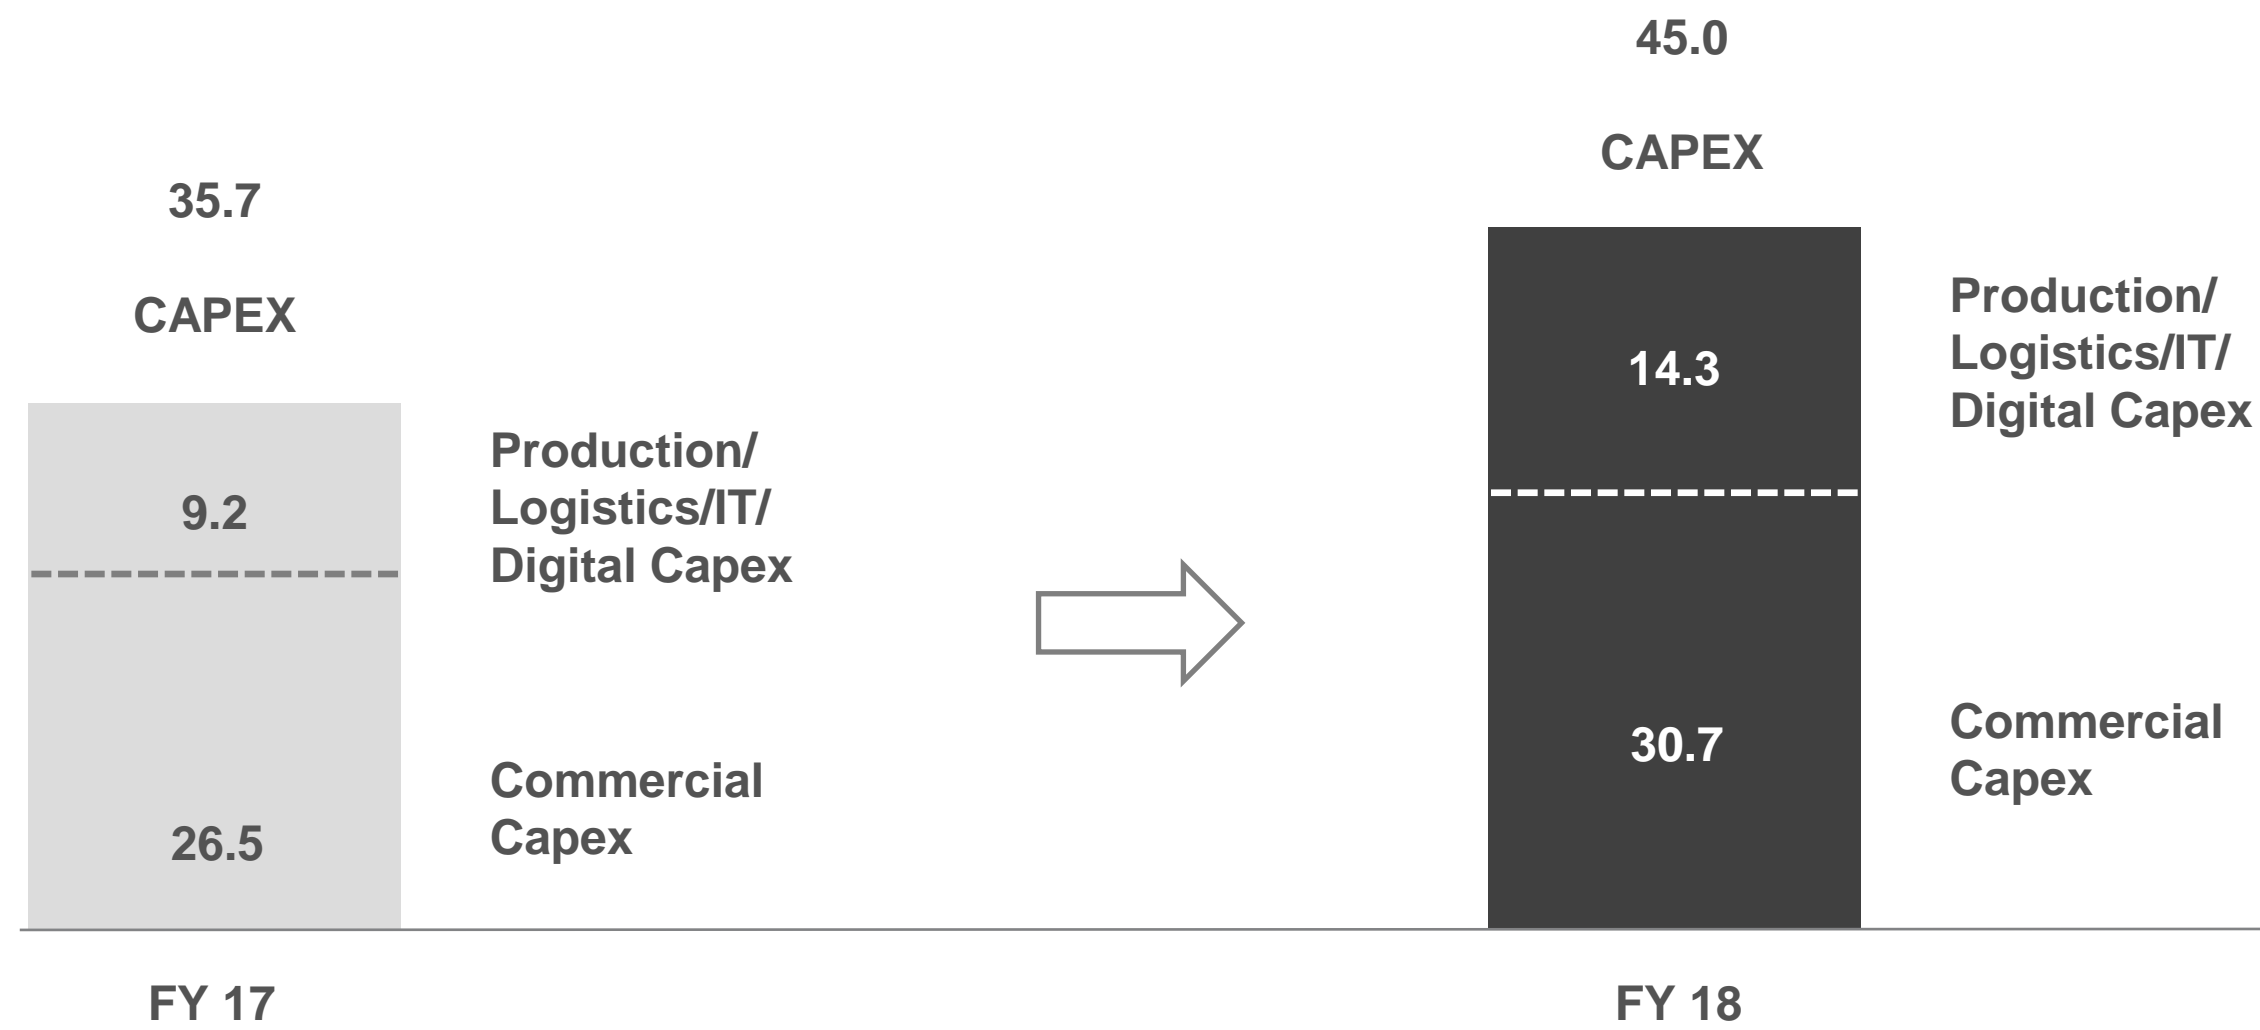 35.7
CAPEX
9.2
Production/
Logistics/IT/
Digital Capex
26.5
Commercial
Capex
FY 17
45.0
CAPEX
14.3
Production/
Logistics/IT/
Digital Capex
30.7
Commercial
Capex
FY 18